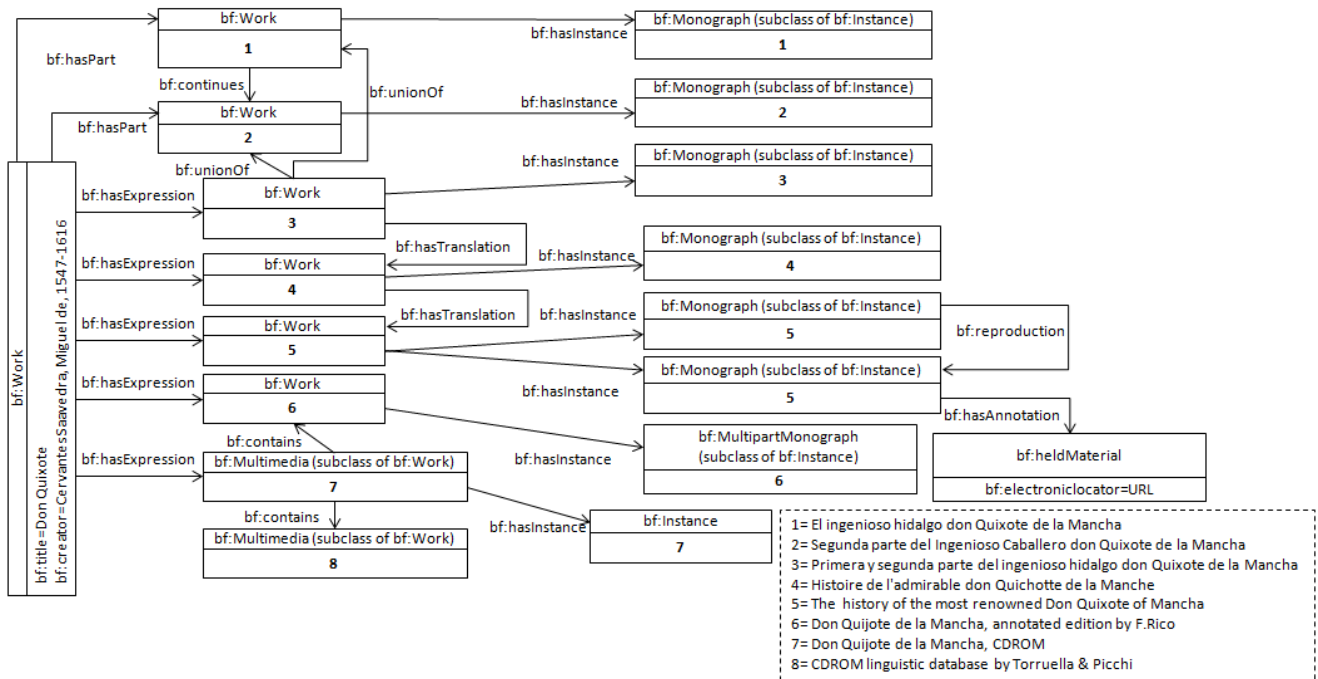 bf:Work
1
bf:hasInstance
bf:Monograph (subclass of bf:Instance)
1
bf:hasPart
bf:continues
bf:unionOf
bf:Work
2
bf:hasPart
bf:hasInstance
bf:Monograph (subclass of bf:Instance)
2
bf:unionOf
bf:hasInstance
bf:Monograph (subclass of bf:Instance)
3
bf:Work
bf:title=Don Quixote
bf:creator=CervantesSaavedra, Miguel de, 1547-1616
bf:hasExpression
bf:Work
3
bf:hasTranslation
bf:hasExpression
bf:Work
4
bf:hasInstance
bf:Monograph (subclass of bf:Instance)
4
bf:hasTranslation
bf:hasExpression
bf:Work
5
bf:hasInstance
bf:Monograph (subclass of bf:Instance)
5
bf:reproduction
bf:hasInstance
bf:Monograph (subclass of bf:Instance)
5
bf:hasAnnotation
bf:heldMaterial
bf:electroniclocator=URL
bf:hasExpression
bf:Work
6
bf:contains
bf:hasInstance
bf:MultipartMonograph
(subclass of bf:Instance)
6
bf:hasExpression
bf:Multimedia (subclass of bf:Work)
7
bf:contains
bf:hasInstance
bf:Instance
7
bf:Multimedia (subclass of bf:Work)
8
1= El ingenioso hidalgo don Quixote de la Mancha
2= Segunda parte del Ingenioso Caballero don Quixote de la Mancha
3= Primera y segunda parte del ingenioso hidalgo don Quixote de la Mancha
4= Histoire de l'admirable don Quichotte de la Manche
5= The history of the most renowned Don Quixote of Mancha
6= Don Quijote de la Mancha, annotated edition by F.Rico
7= Don Quijote de la Mancha, CDROM
8= CDROM linguistic database by Torruella & Picchi